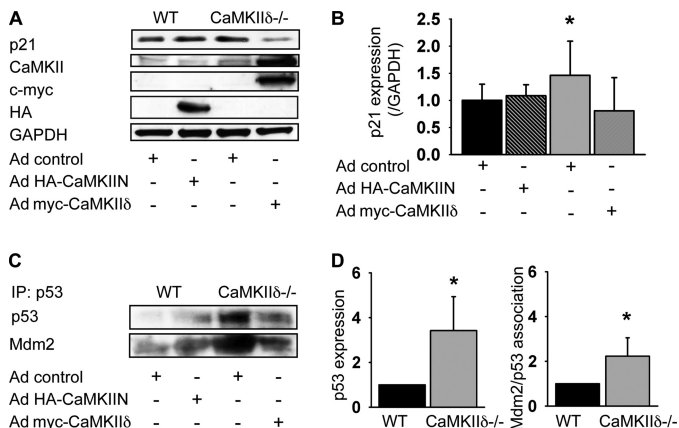 A
WT CaMKIIδ-/-
p21
CaMKII
c-myc
HA
GAPDH
Ad control + - + -
Ad HA-CaMKIIN - + - -
Ad myc-CaMKIIδ - - - +
B
p21 expression
(/GAPDH)
2.5
2.0
1.5
1.0
0.5
0.0
*
Ad control + - + -
Ad HA-CaMKIIN - + - -
Ad myc-CaMKIIδ - - - +
C
IP: p53 WT CaMKIIδ-/-
p53
Mdm2
Ad control + - + -
Ad HA-CaMKIIN - + - -
Ad myc-CaMKIIδ - - - +
D
p53 expression
6
4
2
0
*
WT CaMKIIδ-/-
Mdm2/p53 association
6
4
2
0
*
WT CaMKIIδ-/-